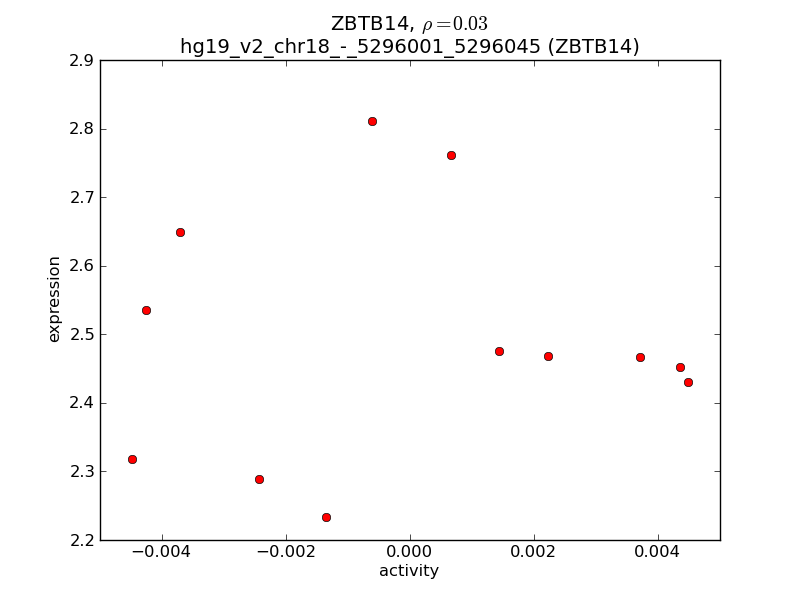 ZBTB14, ρ = 0.03
hg19_v2_chr18_-_5296001_5296045 (ZBTB14)
2.9
2.8
2.7
2.6
2.5
2.4
2.3
2.2
expression
−0.004 −0.002 0.000 0.002 0.004
activity